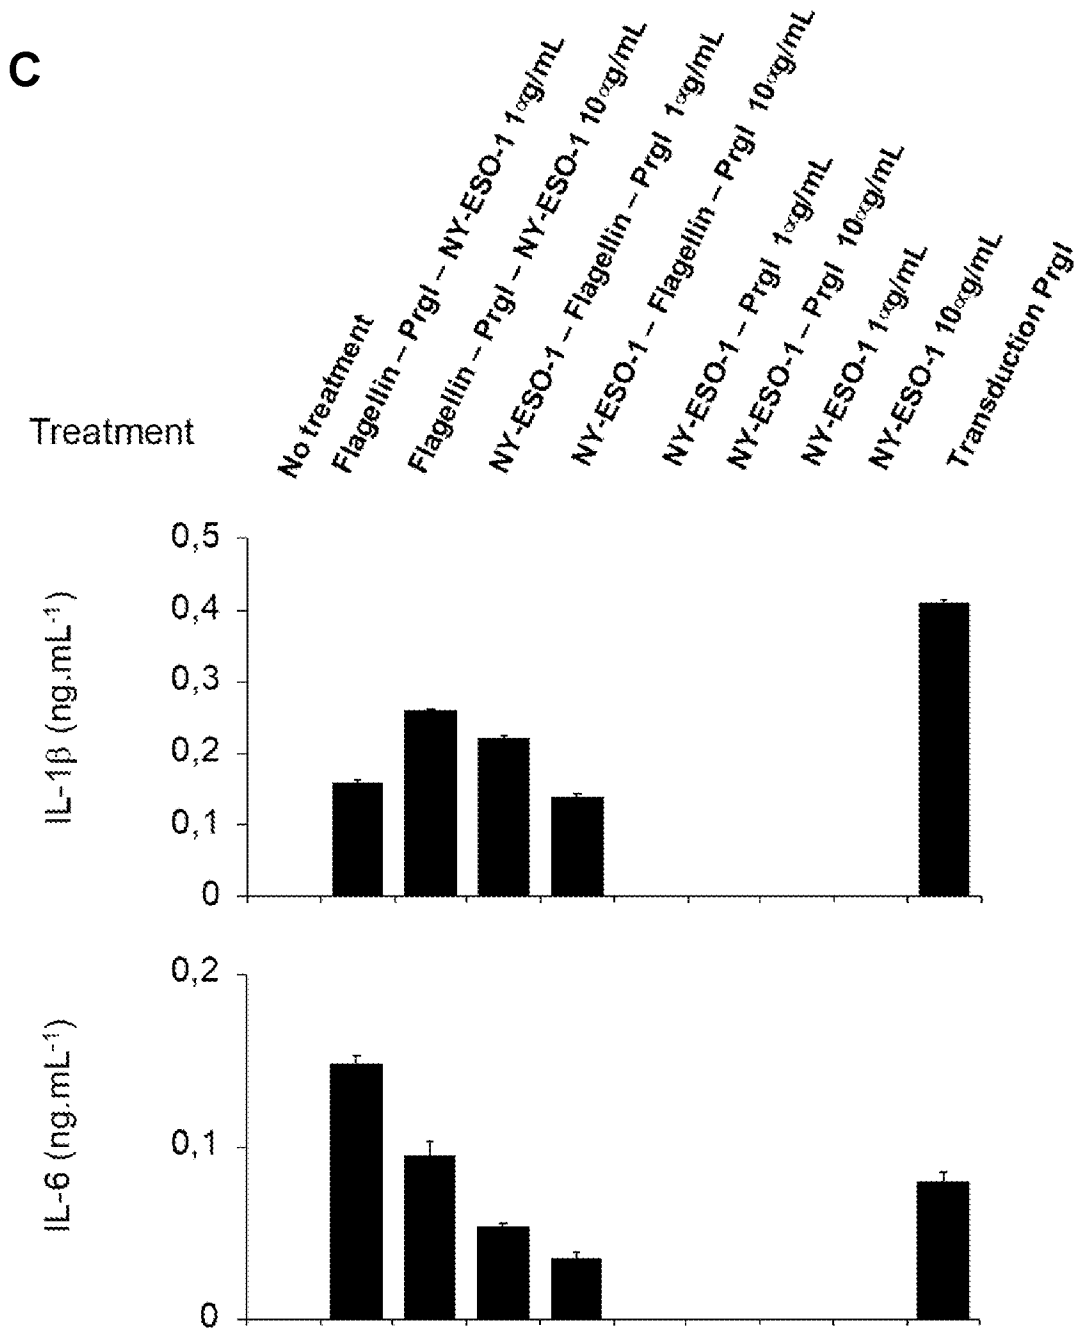 C
Treatment
No treatment
Flagellin – PrgI – NY-ESO-1 1αg/mL
Flagellin – PrgI – NY-ESO-1 10αg/mL
NY-ESO-1 – Flagellin – PrgI 1αg/mL
NY-ESO-1 – Flagellin – PrgI 10αg/mL
NY-ESO-1 – PrgI 1αg/mL
NY-ESO-1 – PrgI 10αg/mL
NY-ESO-1 1αg/mL
NY-ESO-1 10αg/mL
Transduction PrgI
IL-1β (ng.mL⁻¹)
0,5
0,4
0,3
0,2
0,1
0
IL-6 (ng.mL⁻¹)
0,2
0,1
0